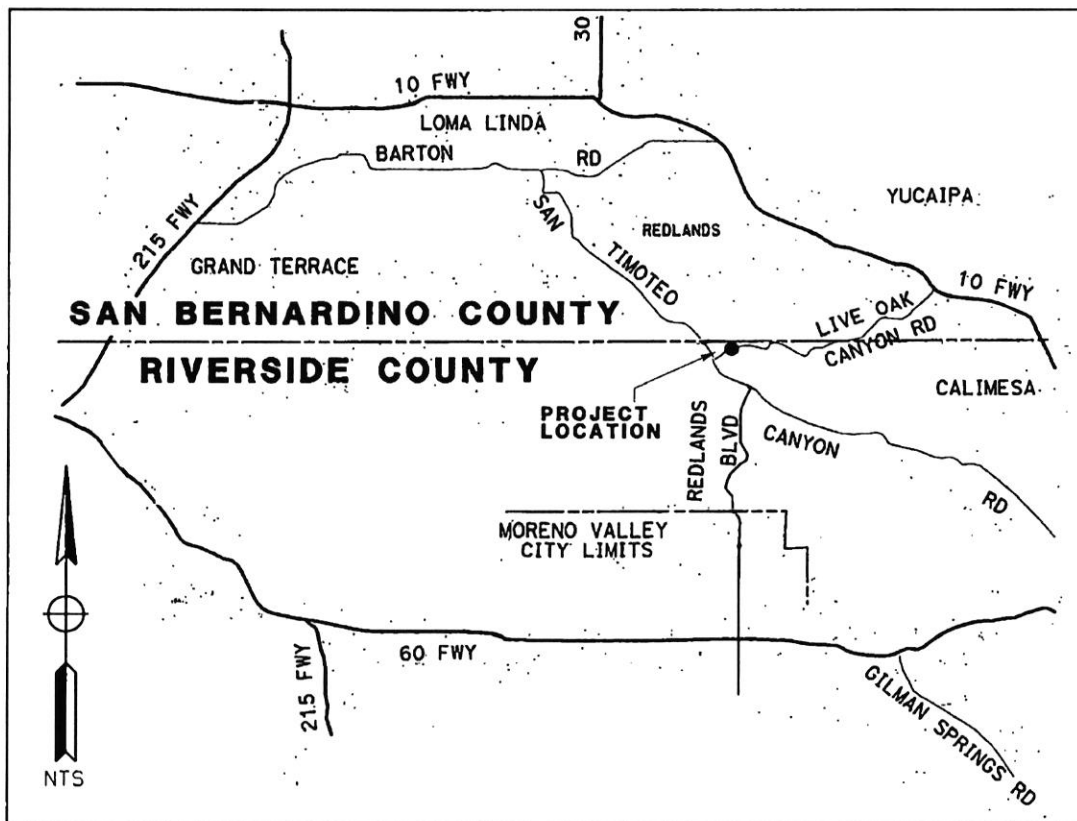 30
10 FWY
LOMA LINDA
BARTON RD
SAN TIMOTEO
YUCAIPA
REDLANDS
215 FWY
GRAND TERRACE
10 FWY
SAN BERNARDINO COUNTY
LIVE OAK
CANYON RD
RIVERSIDE COUNTY
CALIMESA
PROJECT
LOCATION
REDLANDS
BLVD
CANYON RD
MORENO VALLEY
CITY LIMITS
60 FWY
215 FWY
GILMAN SPRINGS RD
NTS